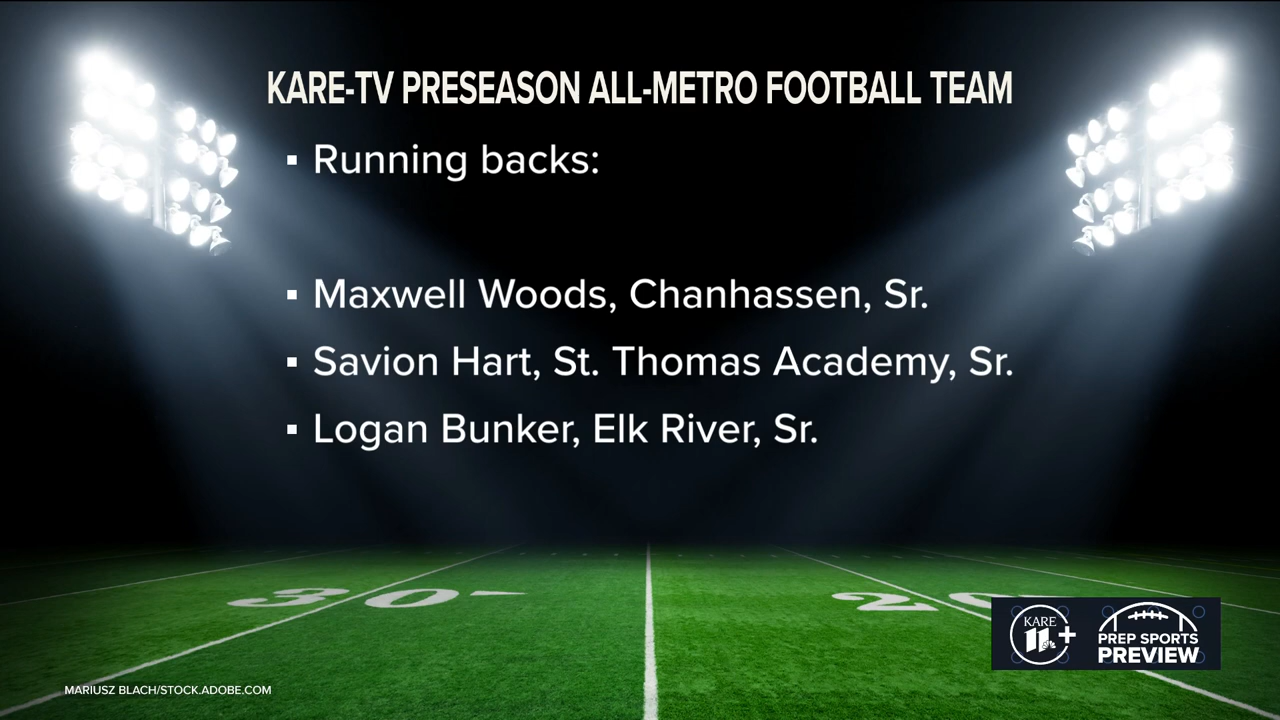 KARE-TV PRESEASON ALL-METRO FOOTBALL TEAM
▪ Running backs:
▪ Maxwell Woods, Chanhassen, Sr.
▪ Savion Hart, St. Thomas Academy, Sr.
▪ Logan Bunker, Elk River, Sr.
30
20
KARE
11+
PREP SPORTS
PREVIEW
MARIUSZ BLACH/STOCK.ADOBE.COM